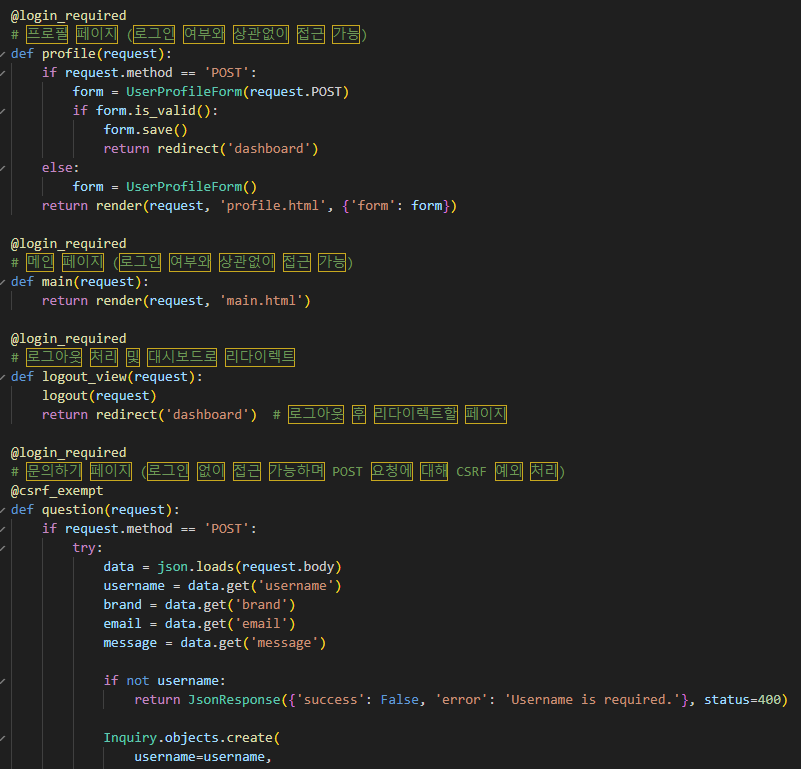 @login_required
# 프로필 페이지 (로그인 여부와 상관없이 접근 가능)
def profile(request):
    if request.method == 'POST':
        form = UserProfileForm(request.POST)
        if form.is_valid():
            form.save()
            return redirect('dashboard')
    else:
        form = UserProfileForm()
    return render(request, 'profile.html', {'form': form})

@login_required
# 메인 페이지 (로그인 여부와 상관없이 접근 가능)
def main(request):
    return render(request, 'main.html')

@login_required
# 로그아웃 처리 및 대시보드로 리다이렉트
def logout_view(request):
    logout(request)
    return redirect('dashboard')  # 로그아웃 후 리다이렉트할 페이지

@login_required
# 문의하기 페이지 (로그인 없이 접근 가능하며 POST 요청에 대해 CSRF 예외 처리)
@csrf_exempt
def question(request):
    if request.method == 'POST':
        try:
            data = json.loads(request.body)
            username = data.get('username')
            brand = data.get('brand')
            email = data.get('email')
            message = data.get('message')

            if not username:
                return JsonResponse({'success': False, 'error': 'Username is required.'}, status=400)

            Inquiry.objects.create(
                username=username,